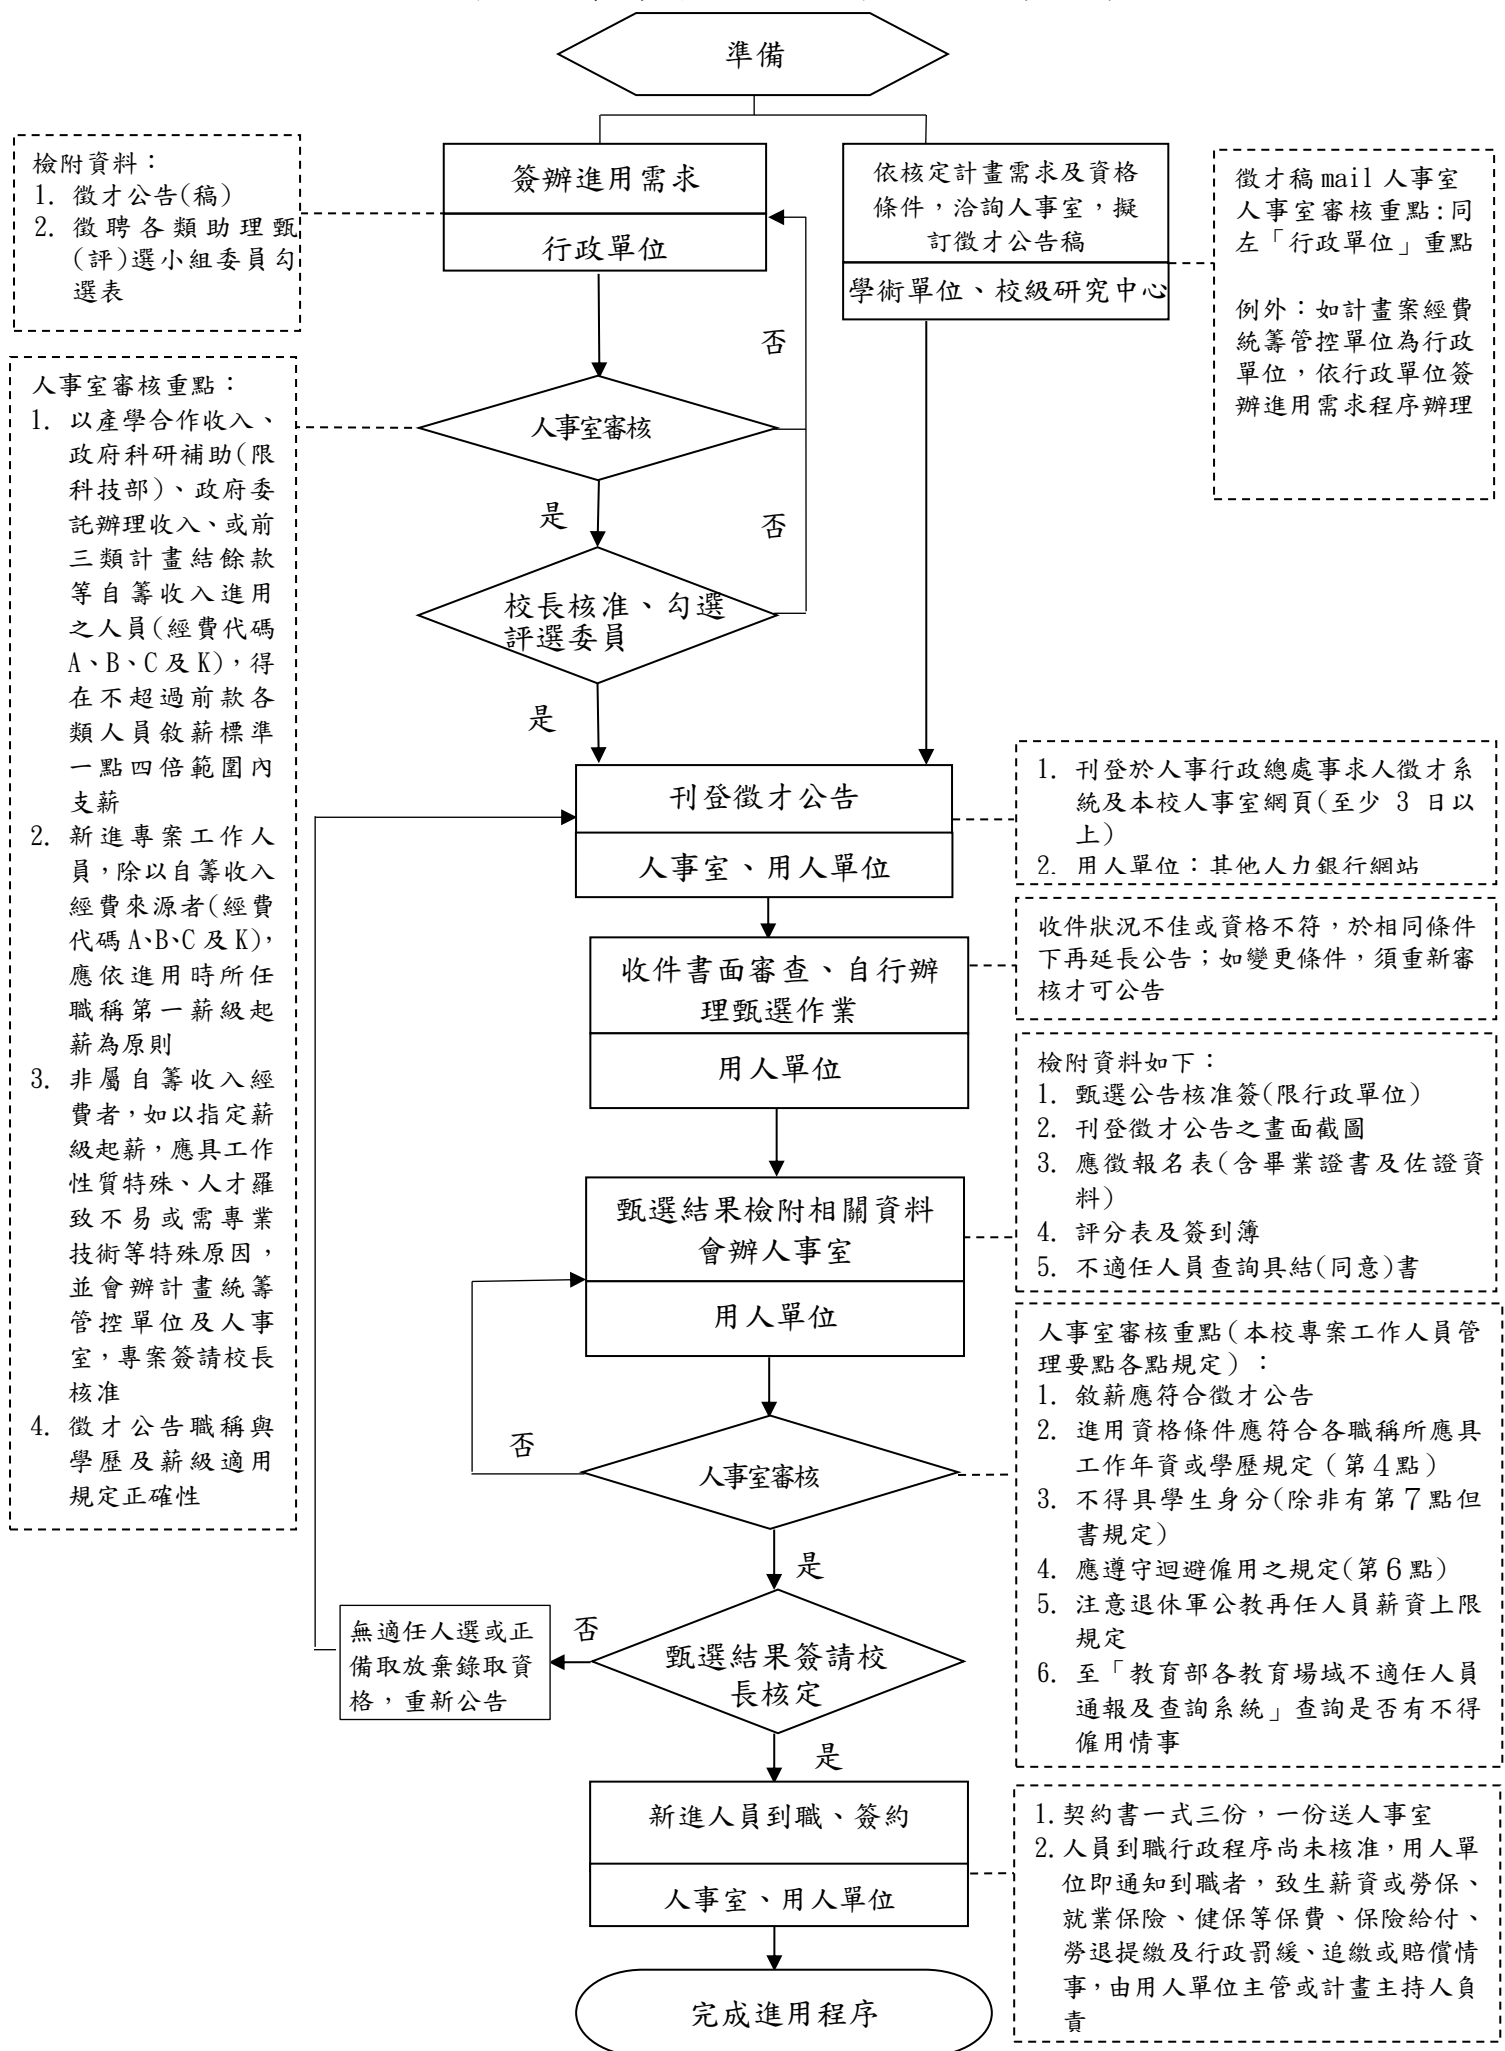 準備
檢附資料：
1. 徵才公告(稿)
2. 徵聘各類助理甄
(評)選小組委員勾
選表
簽辦進用需求
行政單位
依核定計畫需求及資格
條件，洽詢人事室，擬
訂徵才公告稿
學術單位、校級研究中心
徵才稿 mail 人事室
人事室審核重點:同
左「行政單位」重點
例外：如計畫案經費
統籌管控單位為行政
單位，依行政單位簽
辦進用需求程序辦理
否
人事室審核重點：
1. 以產學合作收入、
政府科研補助(限
科技部)、政府委
託辦理收入、或前
三類計畫結餘款
等自籌收入進用
之人員(經費代碼
A、B、C 及 K)，得
在不超過前款各
類人員敘薪標準
一點四倍範圍內
支薪
2. 新進專案工作人
員，除以自籌收入
經費來源者(經費
代碼 A、B、C 及 K)，
應依進用時所任
職稱第一薪級起
薪為原則
3. 非屬自籌收入經
費者，如以指定薪
級起薪，應具工作
性質特殊、人才羅
致不易或需專業
技術等特殊原因，
並會辦計畫統籌
管控單位及人事
室，專案簽請校長
核准
4. 徵才公告職稱與
學歷及薪級適用
規定正確性
人事室審核
是
否
校長核准、勾選
評選委員
是
刊登徵才公告
人事室、用人單位
1. 刊登於人事行政總處事求人徵才系
統及本校人事室網頁(至少 3 日以
上)
2. 用人單位：其他人力銀行網站
收件書面審查、自行辦
理甄選作業
用人單位
收件狀況不佳或資格不符，於相同條件
下再延長公告；如變更條件，須重新審
核才可公告
甄選結果檢附相關資料
會辦人事室
用人單位
檢附資料如下：
1. 甄選公告核准簽(限行政單位)
2. 刊登徵才公告之畫面截圖
3. 應徵報名表(含畢業證書及佐證資
料)
4. 評分表及簽到簿
5. 不適任人員查詢具結(同意)書
否
人事室審核
是
人事室審核重點(本校專案工作人員管
理要點各點規定)：
1. 敘薪應符合徵才公告
2. 進用資格條件應符合各職稱所應具
工作年資或學歷規定（第4點）
3. 不得具學生身分(除非有第7點但
書規定)
4. 應遵守迴避僱用之規定(第6點)
5. 注意退休軍公教再任人員薪資上限
規定
6. 至「教育部各教育場域不適任人員
通報及查詢系統」查詢是否有不得
僱用情事
無適任人選或正
備取放棄錄取資
格，重新公告
否
甄選結果簽請校
長核定
是
新進人員到職、簽約
人事室、用人單位
1.契約書一式三份，一份送人事室
2.人員到職行政程序尚未核准，用人單
位即通知到職者，致生薪資或勞保、
就業保險、健保等保費、保險給付、
勞退提繳及行政罰緩、追繳或賠償情
事，由用人單位主管或計畫主持人負
責
完成進用程序